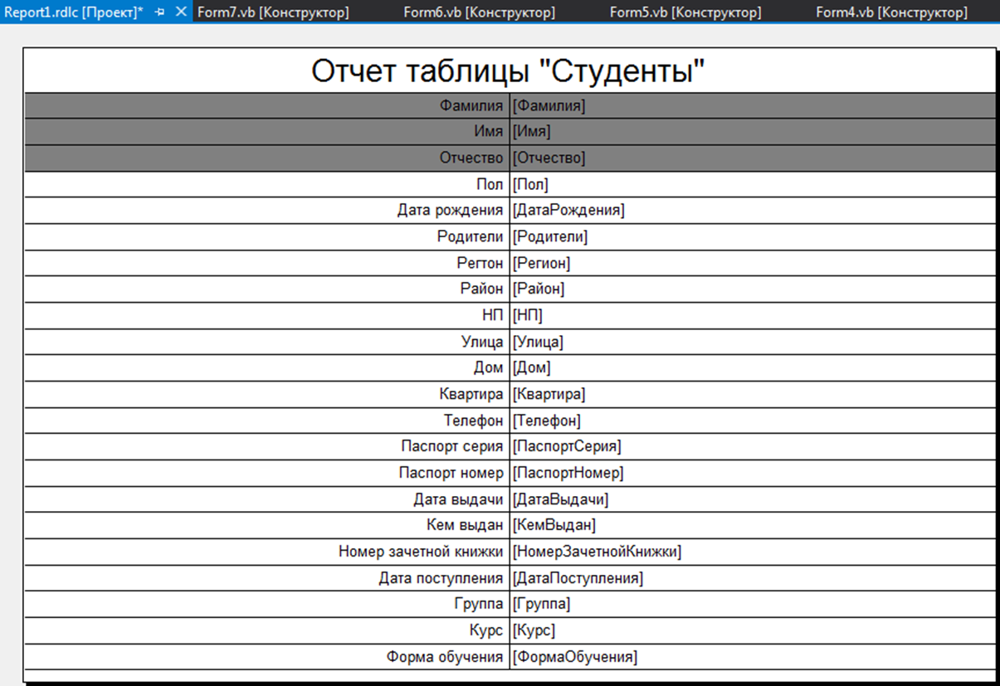 Report1.rdlc [Проект]* Form7.vb [Конструктор] Form6.vb [Конструктор] Form5.vb [Конструктор] Form4.vb [Конструктор]
Отчет таблицы "Студенты"
Фамилия [Фамилия]
Имя [Имя]
Отчество [Отчество]
Пол [Пол]
Дата рождения [ДатаРождения]
Родители [Родители]
Регтон [Регион]
Район [Район]
НП [НП]
Улица [Улица]
Дом [Дом]
Квартира [Квартира]
Телефон [Телефон]
Паспорт серия [ПаспортСерия]
Паспорт номер [ПаспортНомер]
Дата выдачи [ДатаВыдачи]
Кем выдан [КемВыдан]
Номер зачетной книжки [НомерЗачетнойКнижки]
Дата поступления [ДатаПоступления]
Группа [Группа]
Курс [Курс]
Форма обучения [ФормаОбучения]